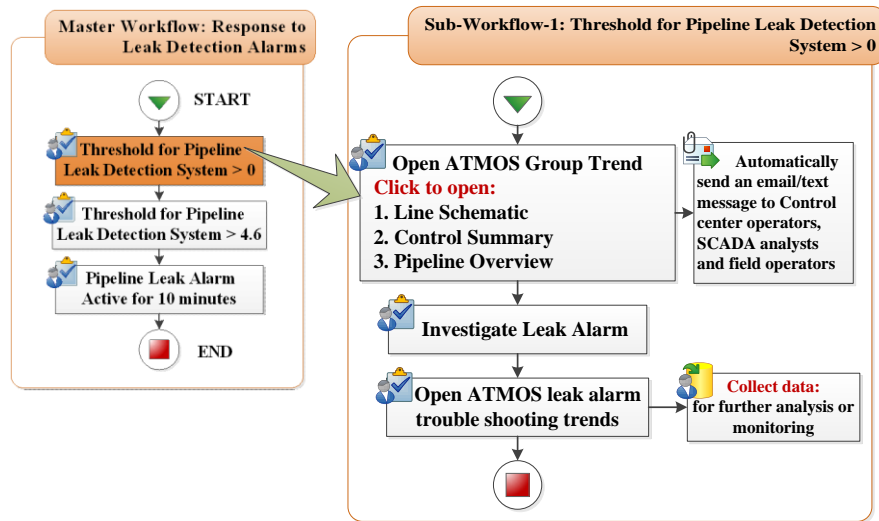 Master Workflow: Response to
Leak Detection Alarms
START
Threshold for Pipeline
Leak Detection System > 0
Threshold for Pipeline
Leak Detection System > 4.6
Pipeline Leak Alarm
Active for 10 minutes
END
Sub-Workflow-1: Threshold for Pipeline Leak Detection
System > 0
Open ATMOS Group Trend
Click to open:
1. Line Schematic
2. Control Summary
3. Pipeline Overview
Automatically
send an email/text
message to Control
center operators,
SCADA analysts
and field operators
Investigate Leak Alarm
Open ATMOS leak alarm
trouble shooting trends
Collect data:
for further analysis or
monitoring